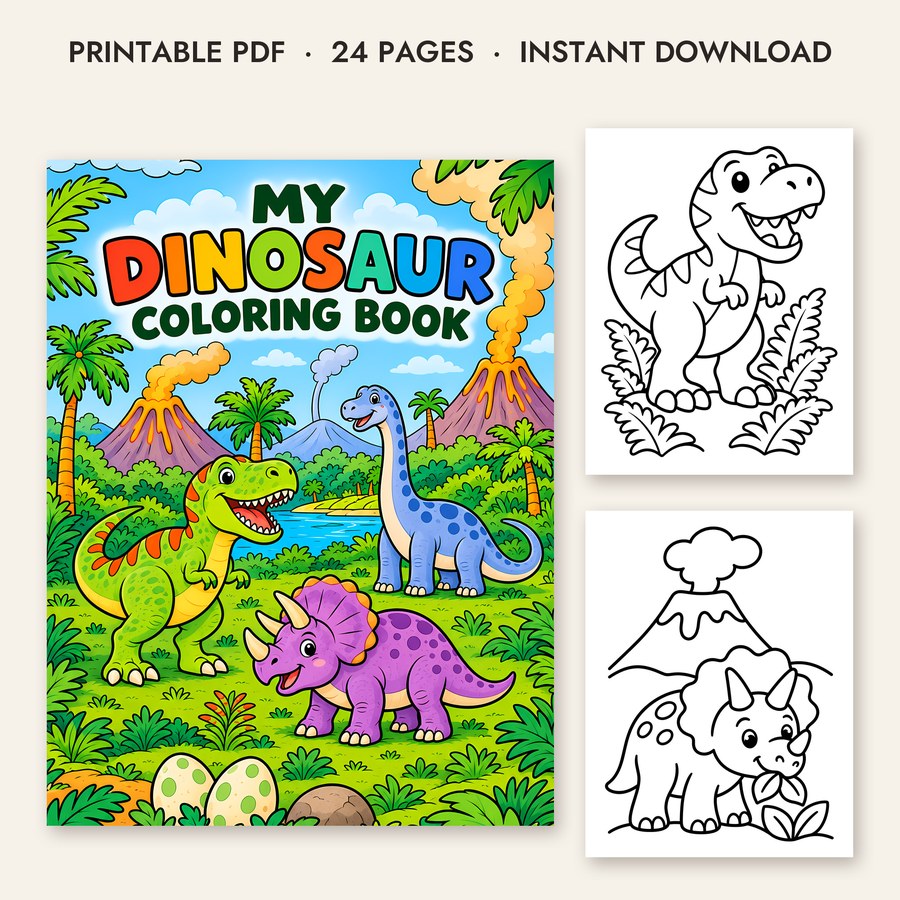 PRINTABLE PDF · 24 PAGES · INSTANT DOWNLOAD
MY
DINOSAUR
COLORING BOOK